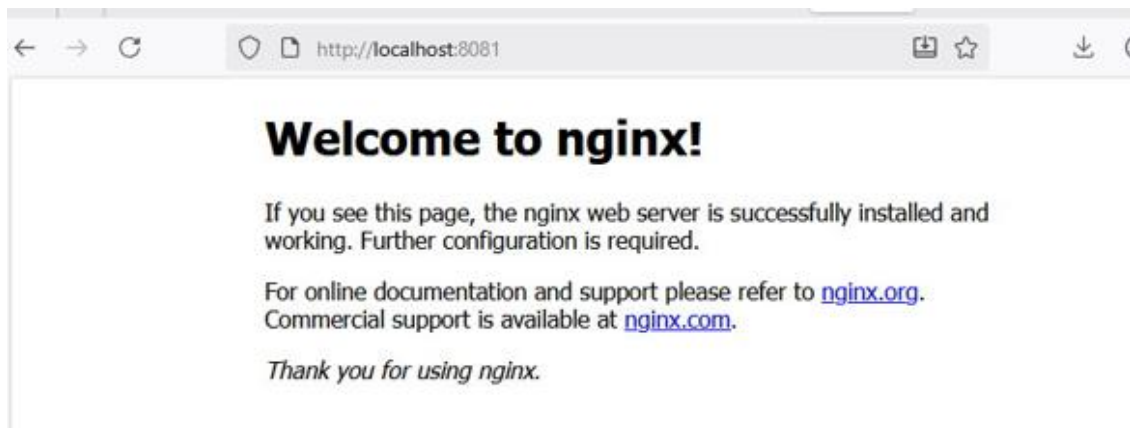 http://localhost:8081
Welcome to nginx!
If you see this page, the nginx web server is successfully installed and
working. Further configuration is required.
For online documentation and support please refer to nginx.org.
Commercial support is available at nginx.com.
Thank you for using nginx.